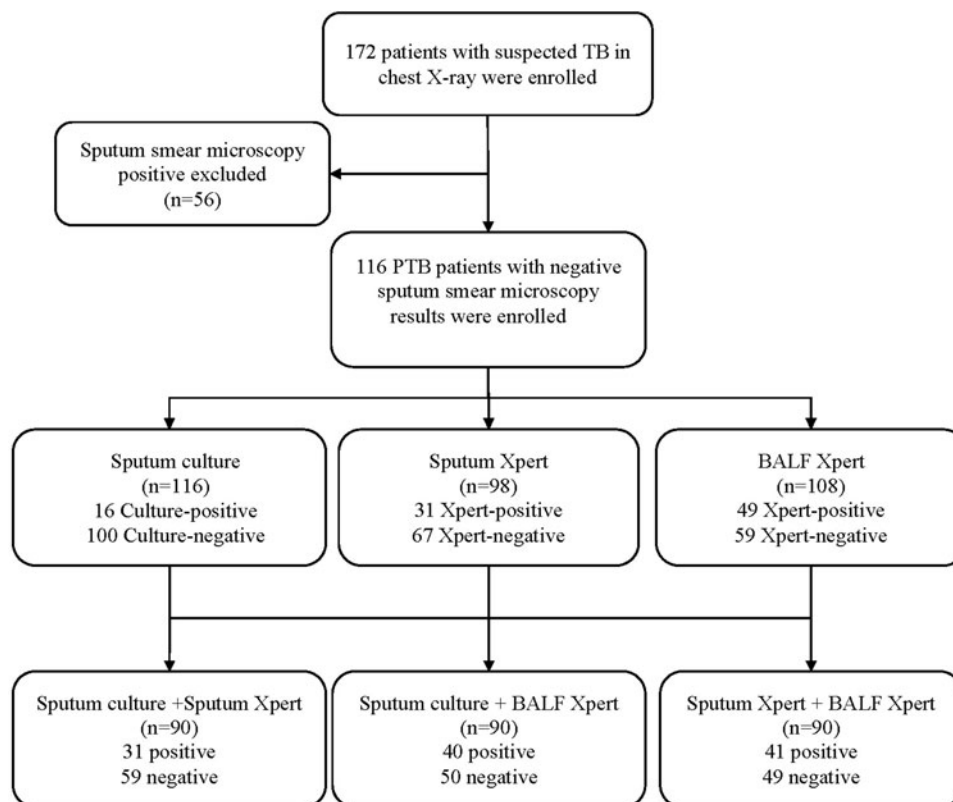 172 patients with suspected TB in
chest X-ray were enrolled
Sputum smear microscopy
positive excluded
(n=56)
116 PTB patients with negative
sputum smear microscopy
results were enrolled
Sputum culture
(n=116)
16 Culture-positive
100 Culture-negative
Sputum Xpert
(n=98)
31 Xpert-positive
67 Xpert-negative
BALF Xpert
(n=108)
49 Xpert-positive
59 Xpert-negative
Sputum culture +Sputum Xpert
(n=90)
31 positive
59 negative
Sputum culture + BALF Xpert
(n=90)
40 positive
50 negative
Sputum Xpert + BALF Xpert
(n=90)
41 positive
49 negative